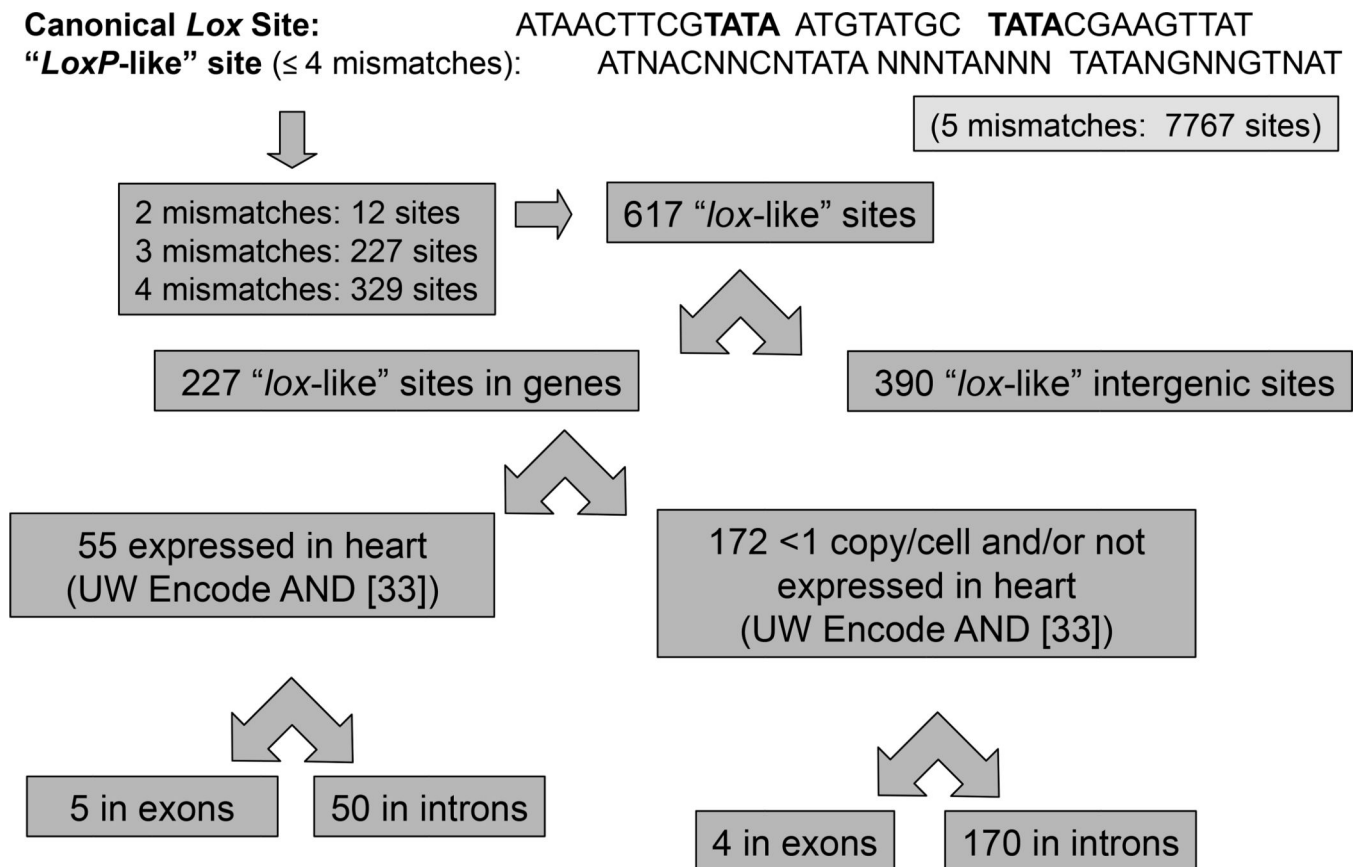 Canonical Lox Site: ATAACTTCGTATA ATGTATGC TATACGAAGTTAT
“LoxP-like” site (≤ 4 mismatches): ATNACNNCNTATA NNNTANNN TATANGNNGTNAT
(5 mismatches: 7767 sites)
2 mismatches: 12 sites
3 mismatches: 227 sites
4 mismatches: 329 sites
617 “lox-like” sites
227 “lox-like” sites in genes
390 “lox-like” intergenic sites
55 expressed in heart
(UW Encode AND [33])
172 <1 copy/cell and/or not
expressed in heart
(UW Encode AND [33])
5 in exons
50 in introns
4 in exons
170 in introns